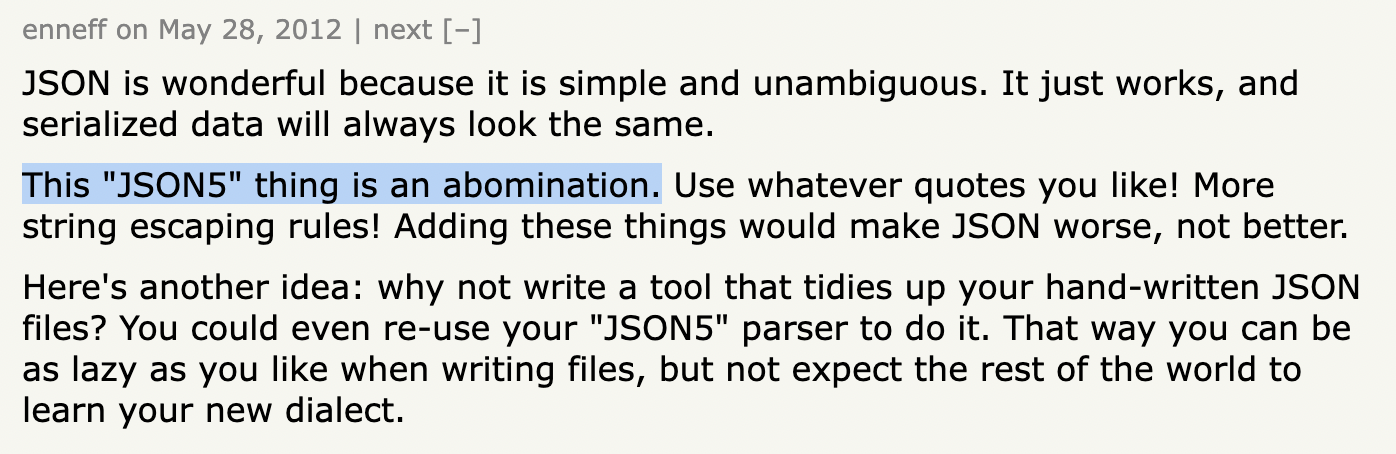 enneff on May 28, 2012 | next [–]
JSON is wonderful because it is simple and unambiguous. It just works, and
serialized data will always look the same.
This "JSON5" thing is an abomination. Use whatever quotes you like! More
string escaping rules! Adding these things would make JSON worse, not better.
Here's another idea: why not write a tool that tidies up your hand-written JSON
files? You could even re-use your "JSON5" parser to do it. That way you can be
as lazy as you like when writing files, but not expect the rest of the world to
learn your new dialect.